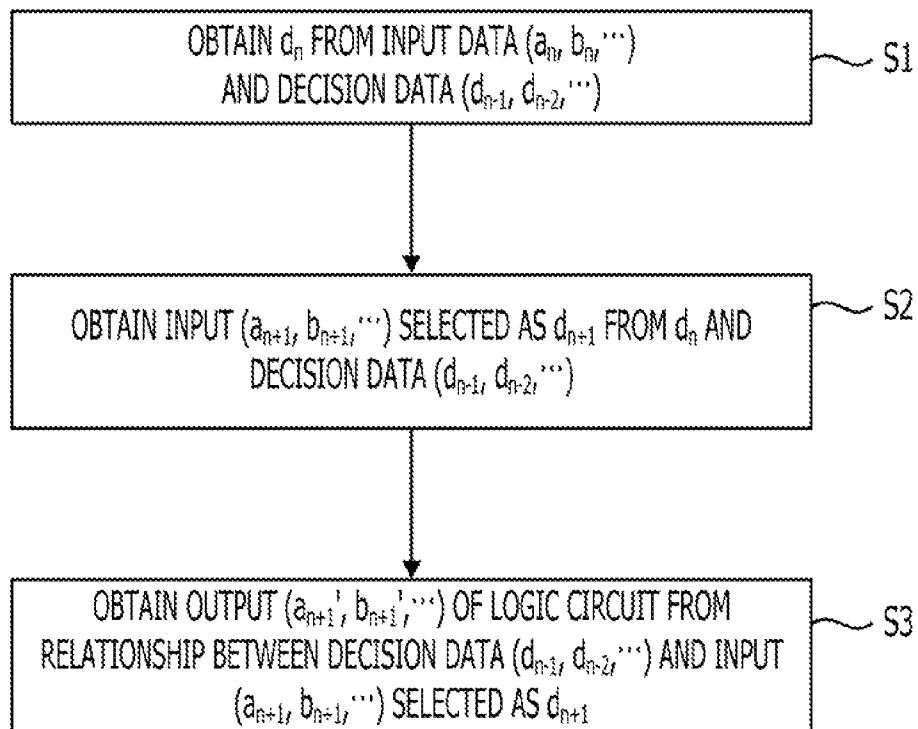 OBTAIN dₙ FROM INPUT DATA (aₙ, bₙ,⋯)
AND DECISION DATA (dₙ₋₁, dₙ₋₂,⋯)
S1
OBTAIN INPUT (aₙ₊₁, bₙ₊₁,⋯) SELECTED AS dₙ₊₁ FROM dₙ AND
DECISION DATA (dₙ₋₁, dₙ₋₂,⋯)
S2
OBTAIN OUTPUT (aₙ₊₁', bₙ₊₁',⋯) OF LOGIC CIRCUIT FROM
RELATIONSHIP BETWEEN DECISION DATA (dₙ₋₁, dₙ₋₂,⋯) AND INPUT
(aₙ₊₁, bₙ₊₁,⋯) SELECTED AS dₙ₊₁
S3